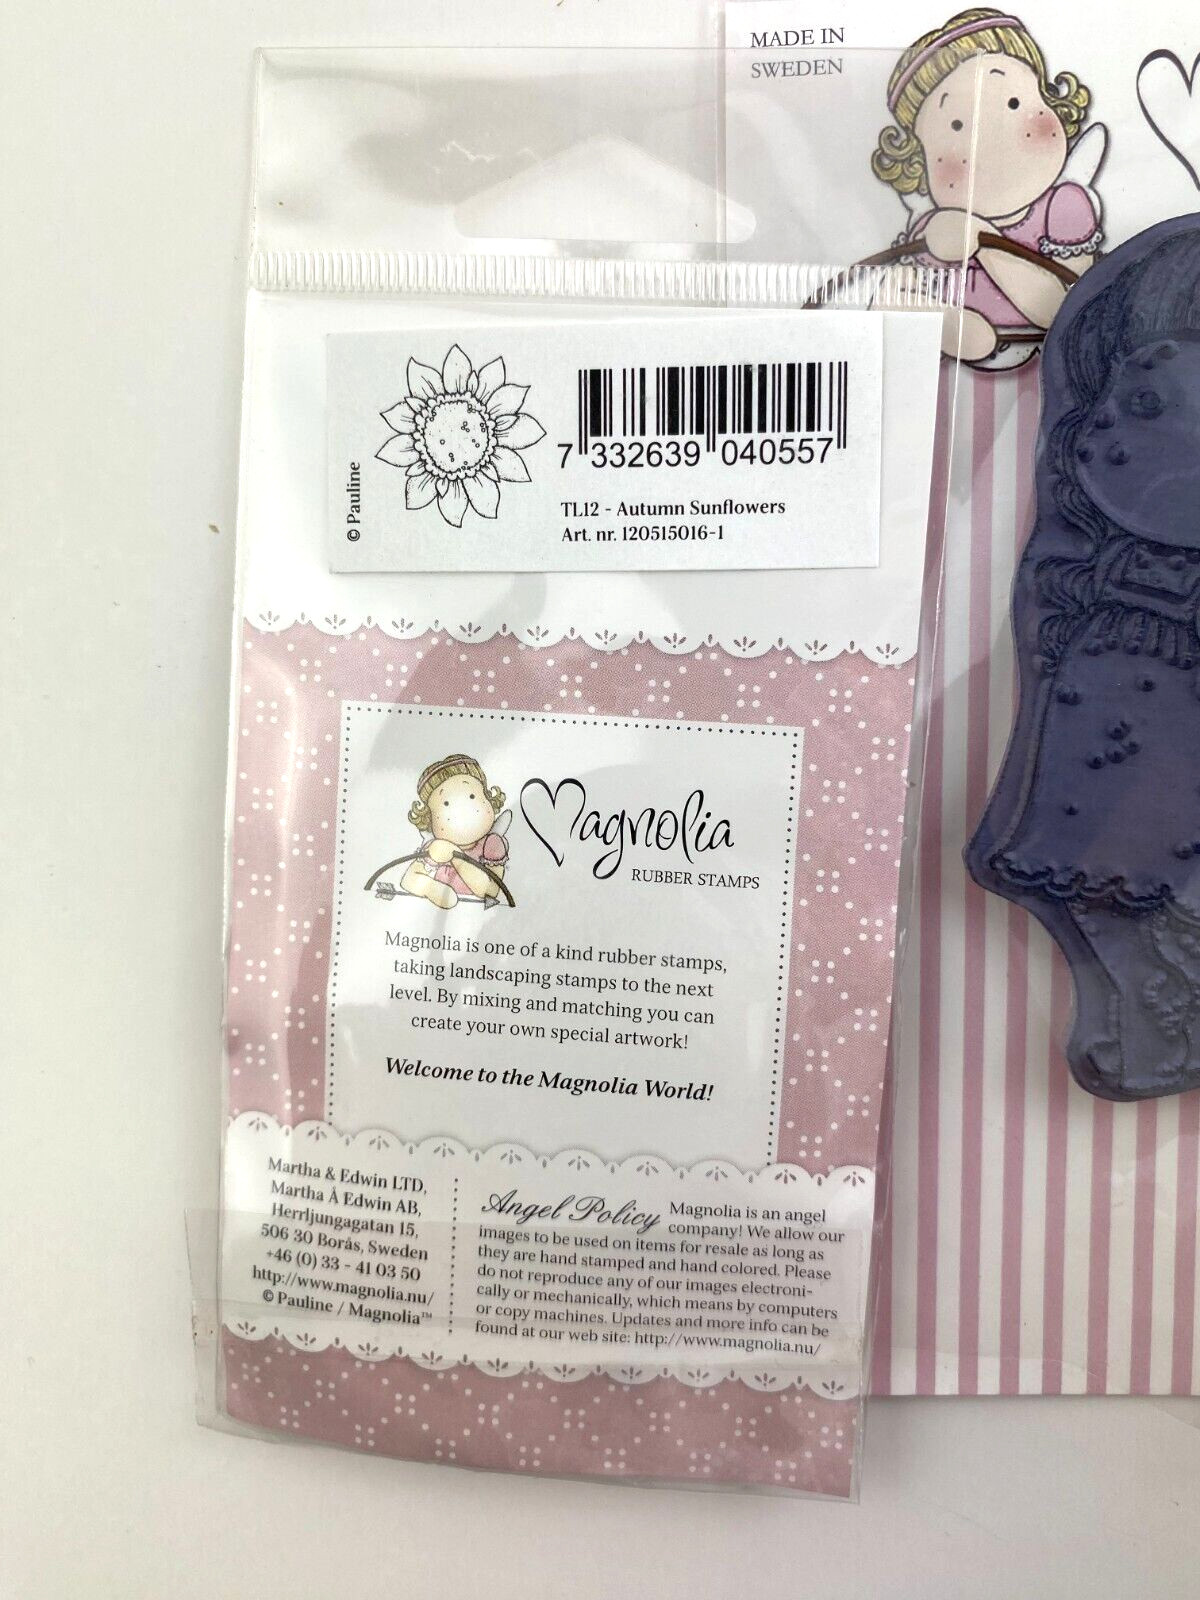 MADE IN
SWEDEN
© Pauline
7 332639 040557
TL12 - Autumn Sunflowers
Art. nr. 120515016-1
Magnolia
RUBBER STAMPS
Magnolia is one of a kind rubber stamps,
taking landscaping stamps to the next
level. By mixing and matching you can
create your own special artwork!
Welcome to the Magnolia World!
Martha & Edwin LTD,
Martha Å Edwin AB,
Herrljungagatan 15,
506 30 Borås, Sweden
+46 (0) 33 - 41 03 50
http://www.magnolia.nu/
© Pauline / Magnolia™
Angel Policy Magnolia is an angel
company! We allow our
images to be used on items for resale as long as
they are hand stamped and hand colored. Please
do not reproduce any of our images electroni-
cally or mechanically, which means by computers
or copy machines. Updates and more info can be
found at our web site: http://www.magnolia.nu/